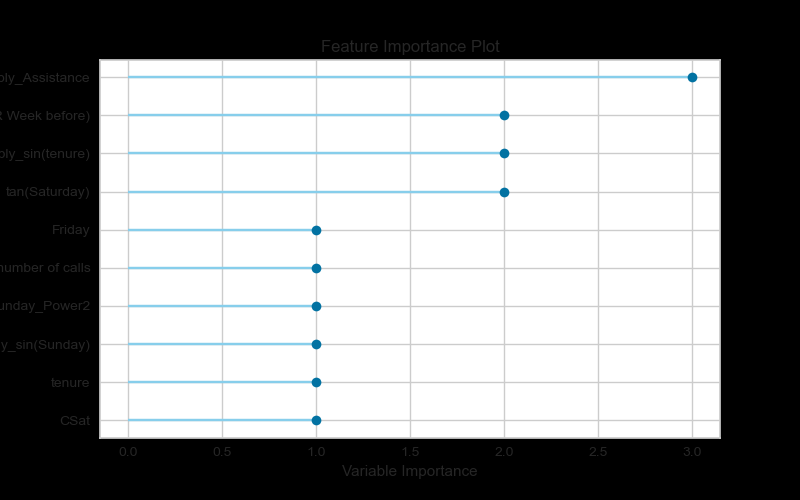 Feature Importance Plot
ply_Assistance
t Week before)
ply_sin(tenure)
tan(Saturday)
Friday
number of calls
unday_Power2
y_sin(Sunday)
tenure
CSat
0.0 0.5 1.0 1.5 2.0 2.5 3.0
Variable Importance